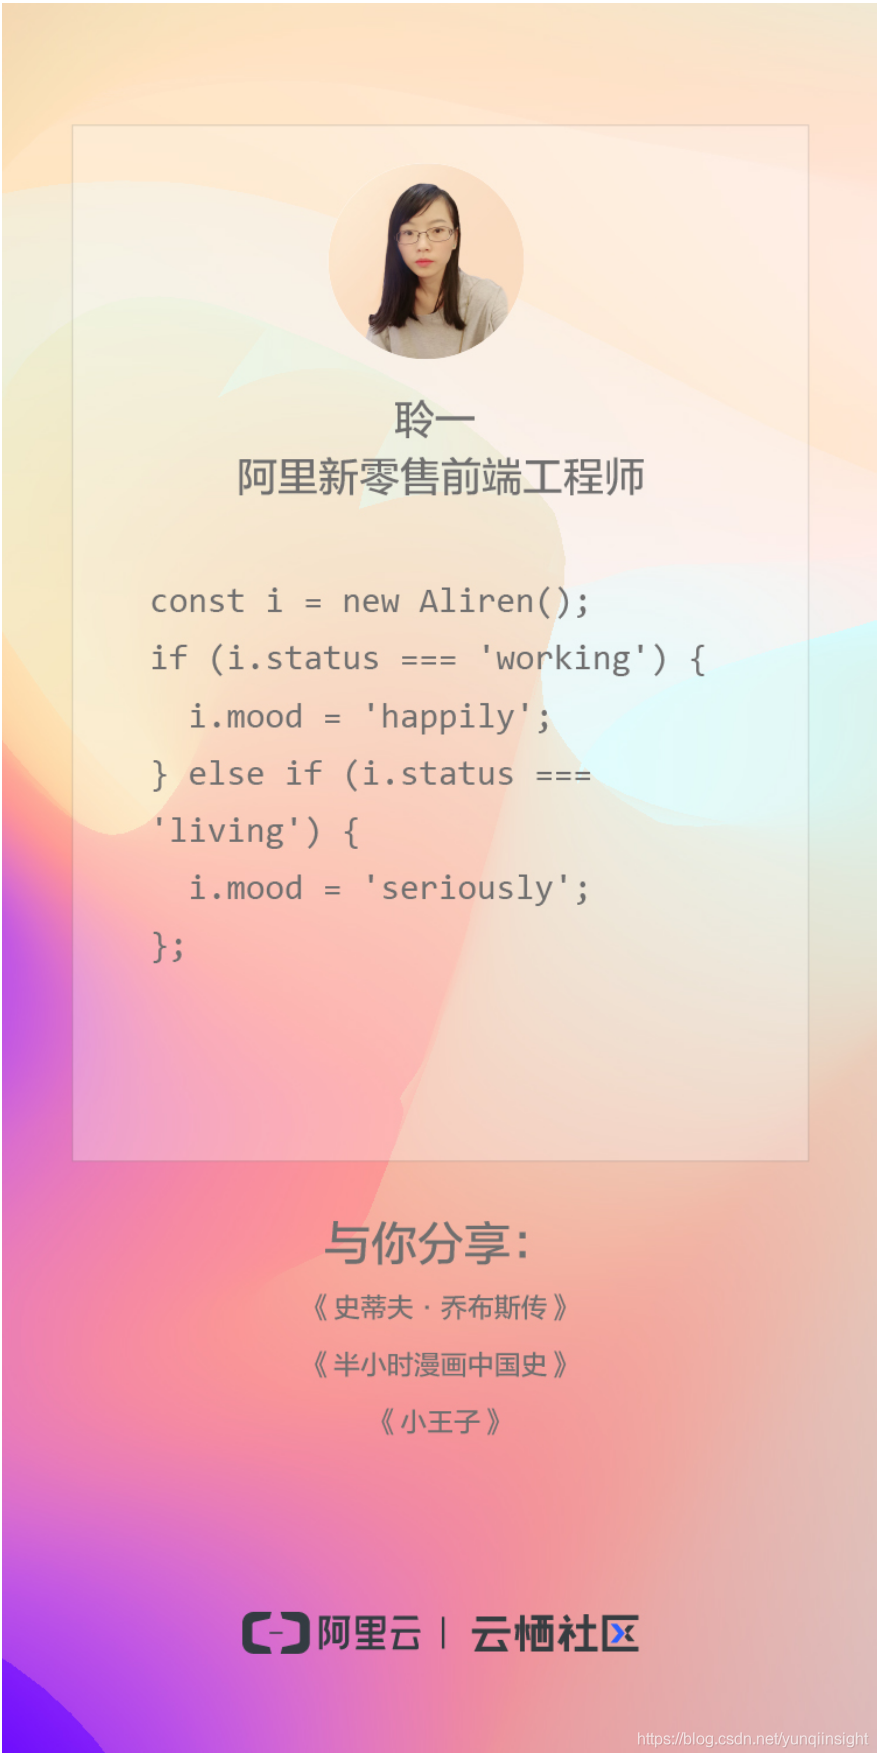 聆一
阿里新零售前端工程师
const i = new Aliren();
if (i.status === 'working') {
  i.mood = 'happily';
} else if (i.status ===
'living') {
  i.mood = 'seriously';
};
与你分享：
《史蒂夫·乔布斯传》
《半小时漫画中国史》
《小王子》
阿里云 | 云栖社区
https://blog.csdn.net/yunqiinsight